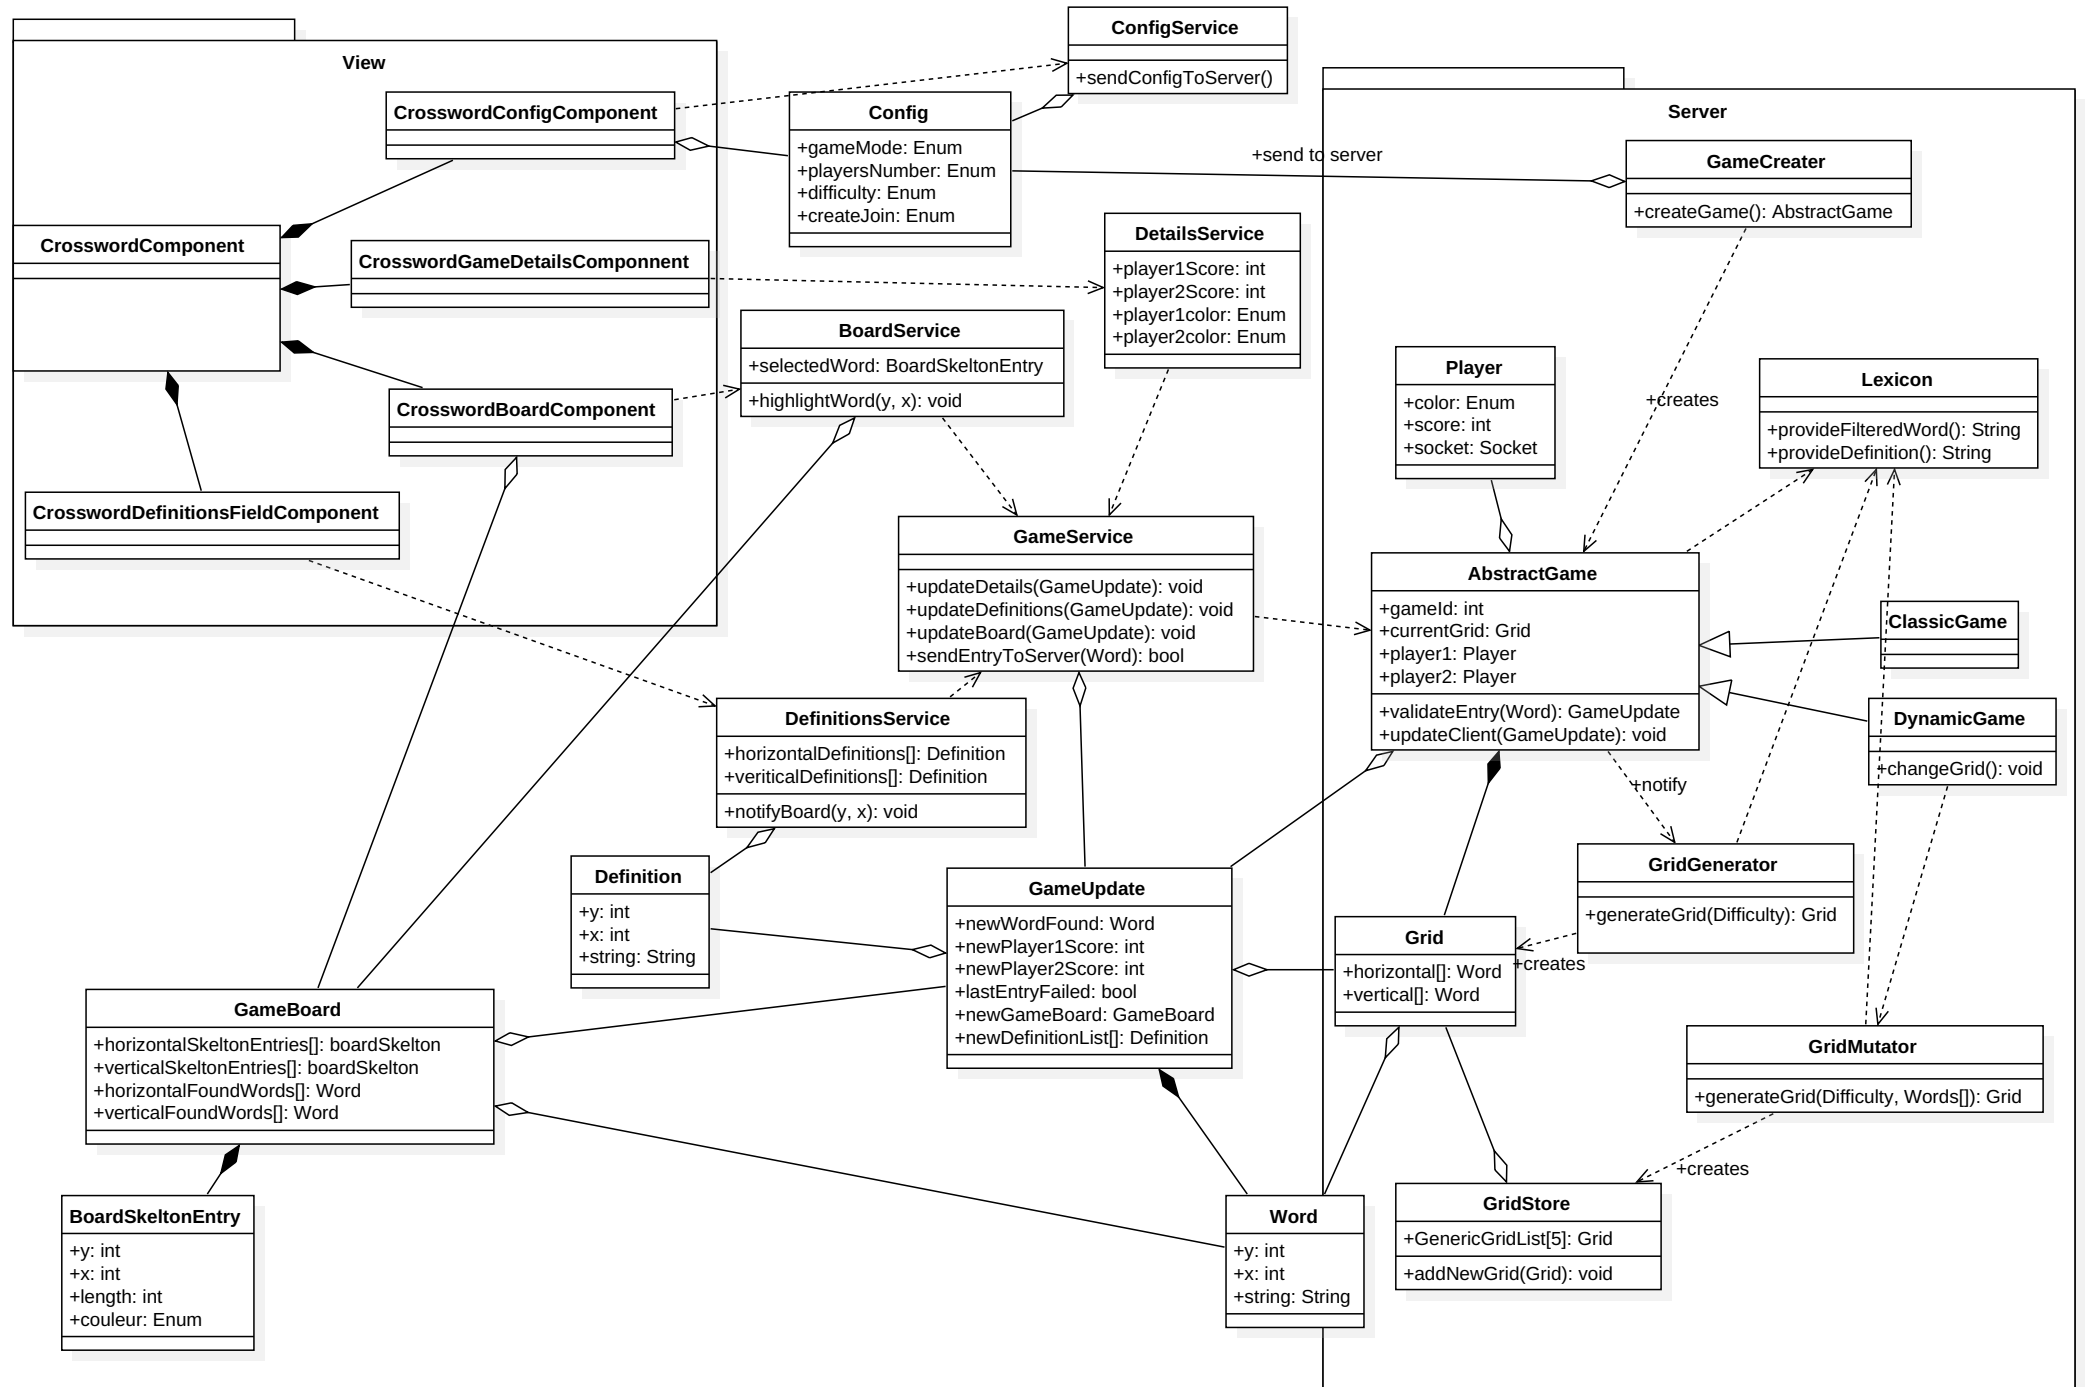 View
CrosswordConfigComponent
CrosswordComponent
CrosswordGameDetailsComponnent
CrosswordBoardComponent
CrosswordDefinitionsFieldComponent
ConfigService
+sendConfigToServer()
Config
+gameMode: Enum
+playersNumber: Enum
+difficulty: Enum
+createJoin: Enum
+send to server
DetailsService
+player1Score: int
+player2Score: int
+player1color: Enum
+player2color: Enum
BoardService
+selectedWord: BoardSkeltonEntry
+highlightWord(y, x): void
GameService
+updateDetails(GameUpdate): void
+updateDefinitions(GameUpdate): void
+updateBoard(GameUpdate): void
+sendEntryToServer(Word): bool
DefinitionsService
+horizontalDefinitions[]: Definition
+veriticalDefinitions[]: Definition
+notifyBoard(y, x): void
Definition
+y: int
+x: int
+string: String
GameUpdate
+newWordFound: Word
+newPlayer1Score: int
+newPlayer2Score: int
+lastEntryFailed: bool
+newGameBoard: GameBoard
+newDefinitionList[]: Definition
GameBoard
+horizontalSkeltonEntries[]: boardSkelton
+verticalSkeltonEntries[]: boardSkelton
+horizontalFoundWords[]: Word
+verticalFoundWords[]: Word
BoardSkeltonEntry
+y: int
+x: int
+length: int
+couleur: Enum
Word
+y: int
+x: int
+string: String
Server
GameCreater
+createGame(): AbstractGame
+creates
Player
+color: Enum
+score: int
+socket: Socket
Lexicon
+provideFilteredWord(): String
+provideDefinition(): String
AbstractGame
+gameId: int
+currentGrid: Grid
+player1: Player
+player2: Player
+validateEntry(Word): GameUpdate
+updateClient(GameUpdate): void
ClassicGame
DynamicGame
+changeGrid(): void
+notify
GridGenerator
+generateGrid(Difficulty): Grid
+creates
Grid
+horizontal[]: Word
+vertical[]: Word
GridMutator
+generateGrid(Difficulty, Words[]): Grid
+creates
GridStore
+GenericGridList[5]: Grid
+addNewGrid(Grid): void